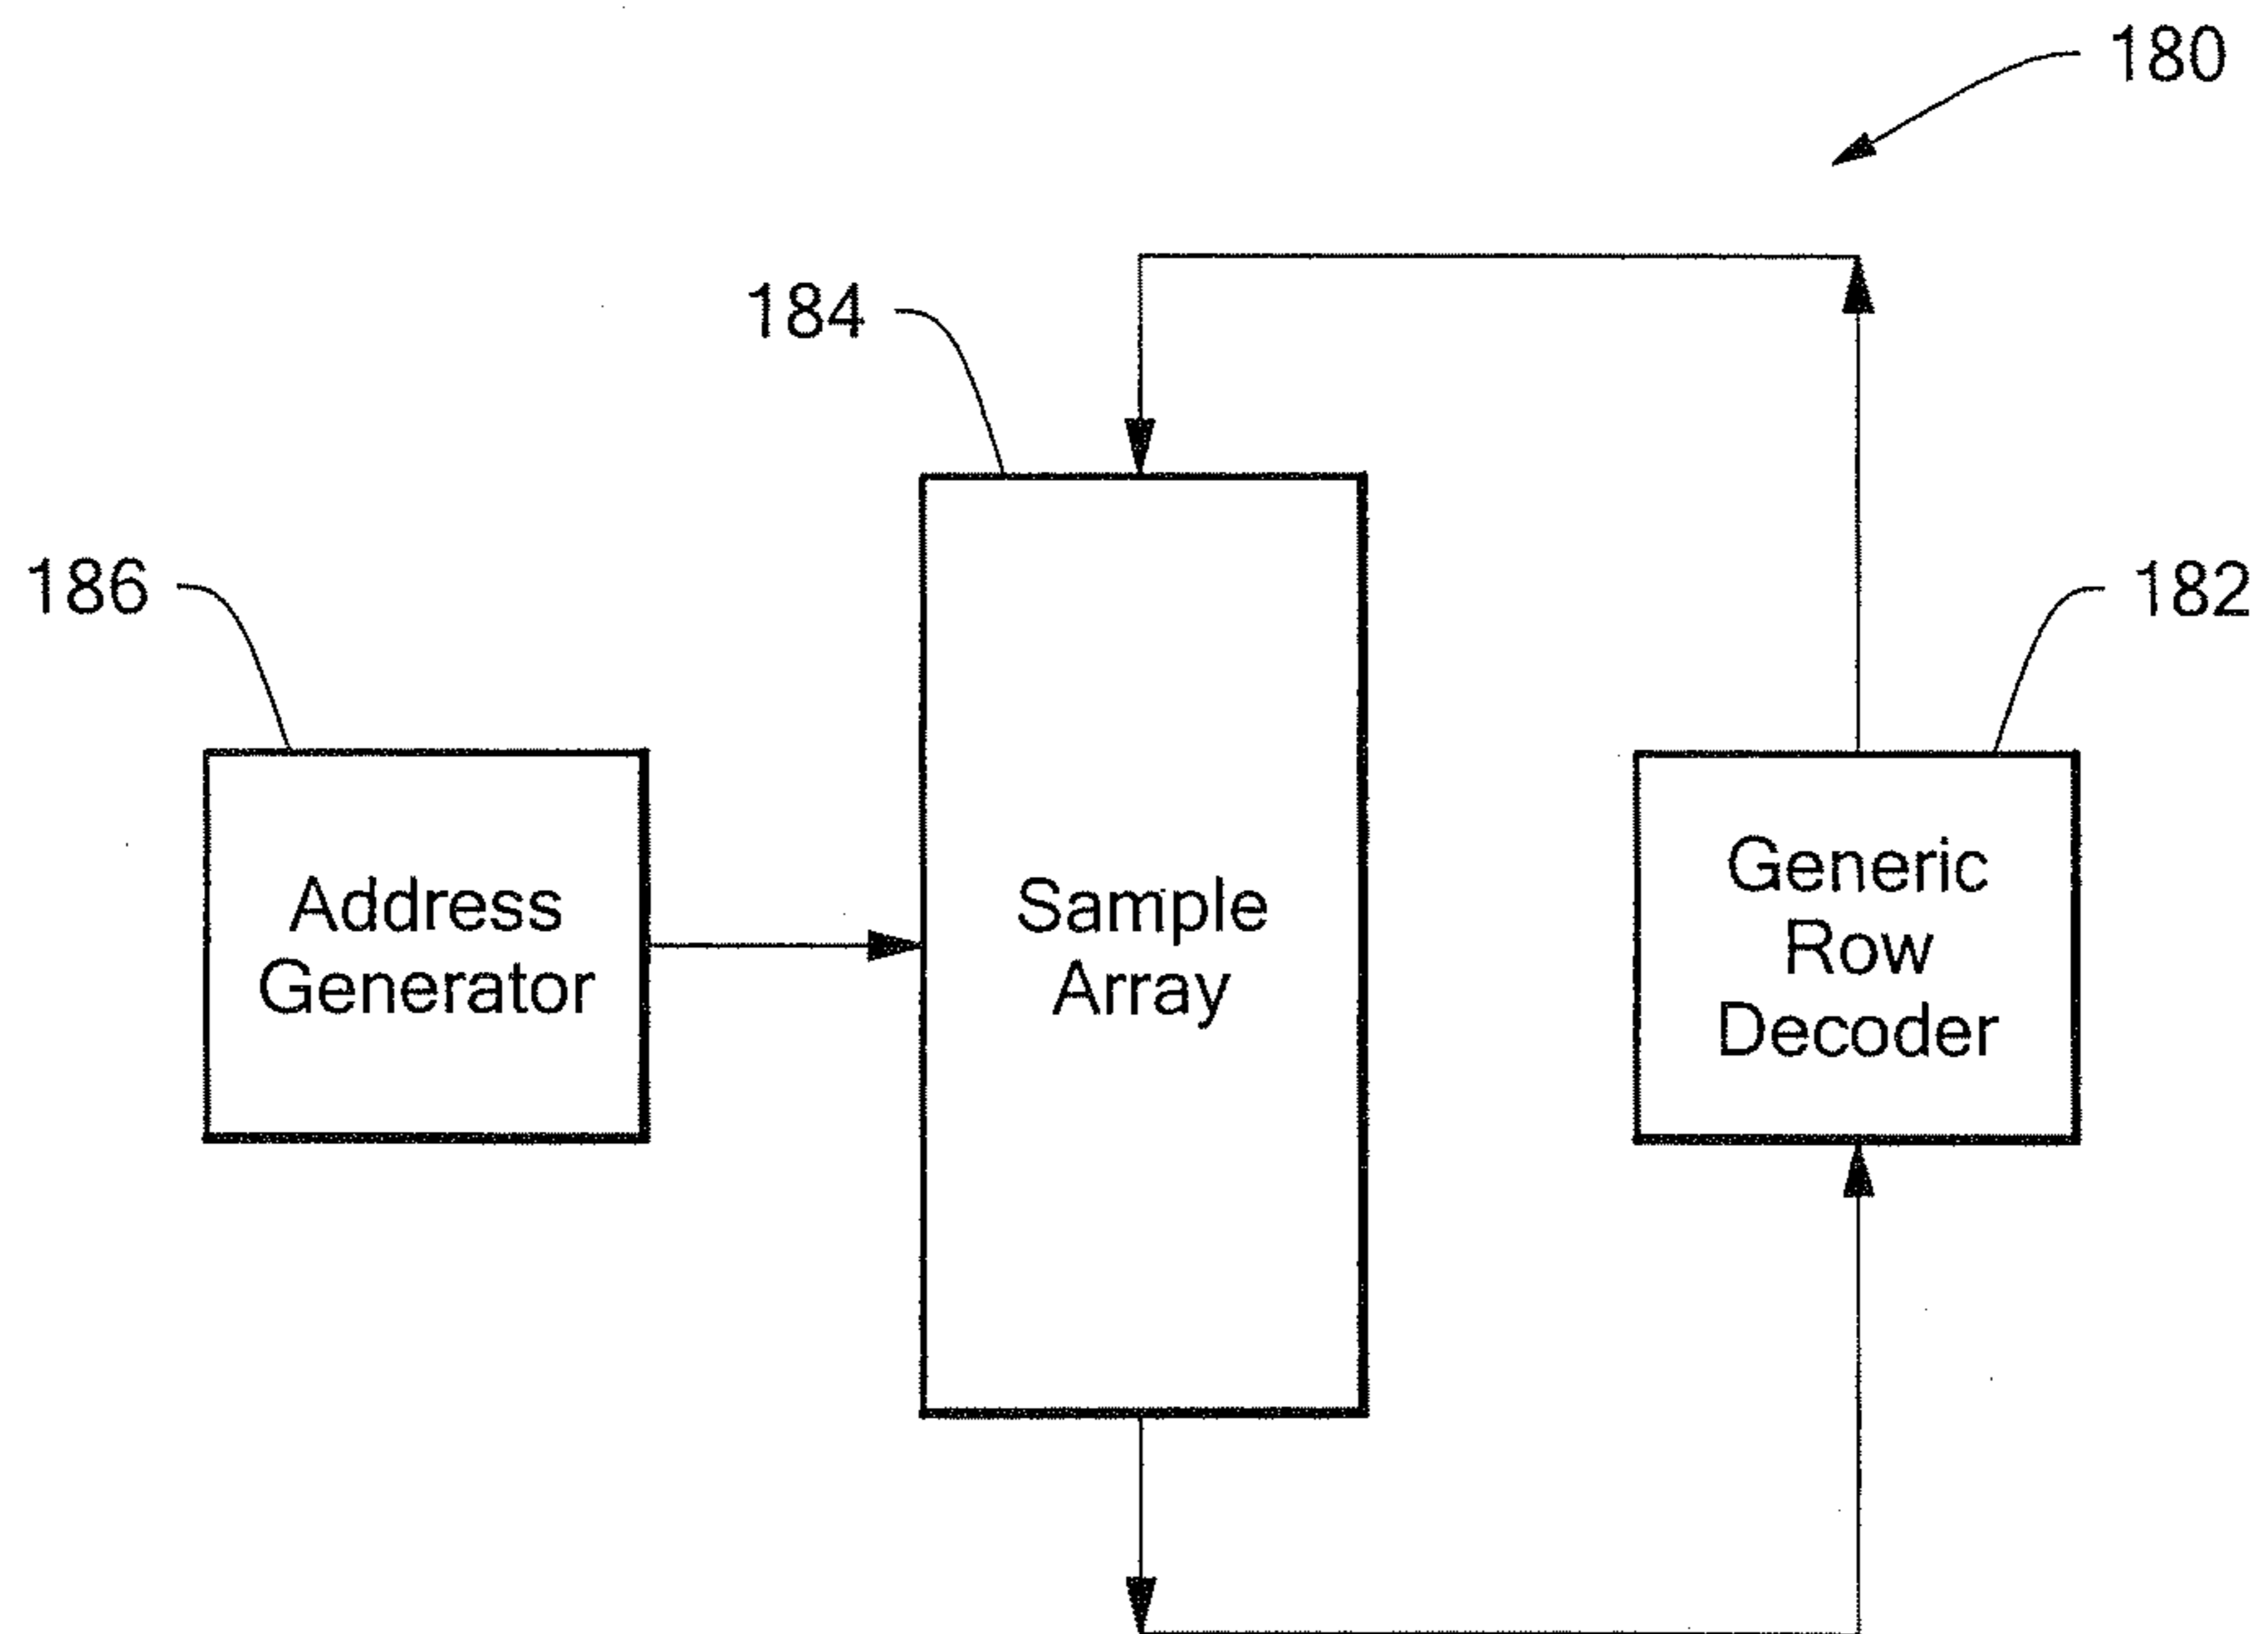 180
184
186
182
Address
Generator
Sample
Array
Generic
Row
Decoder